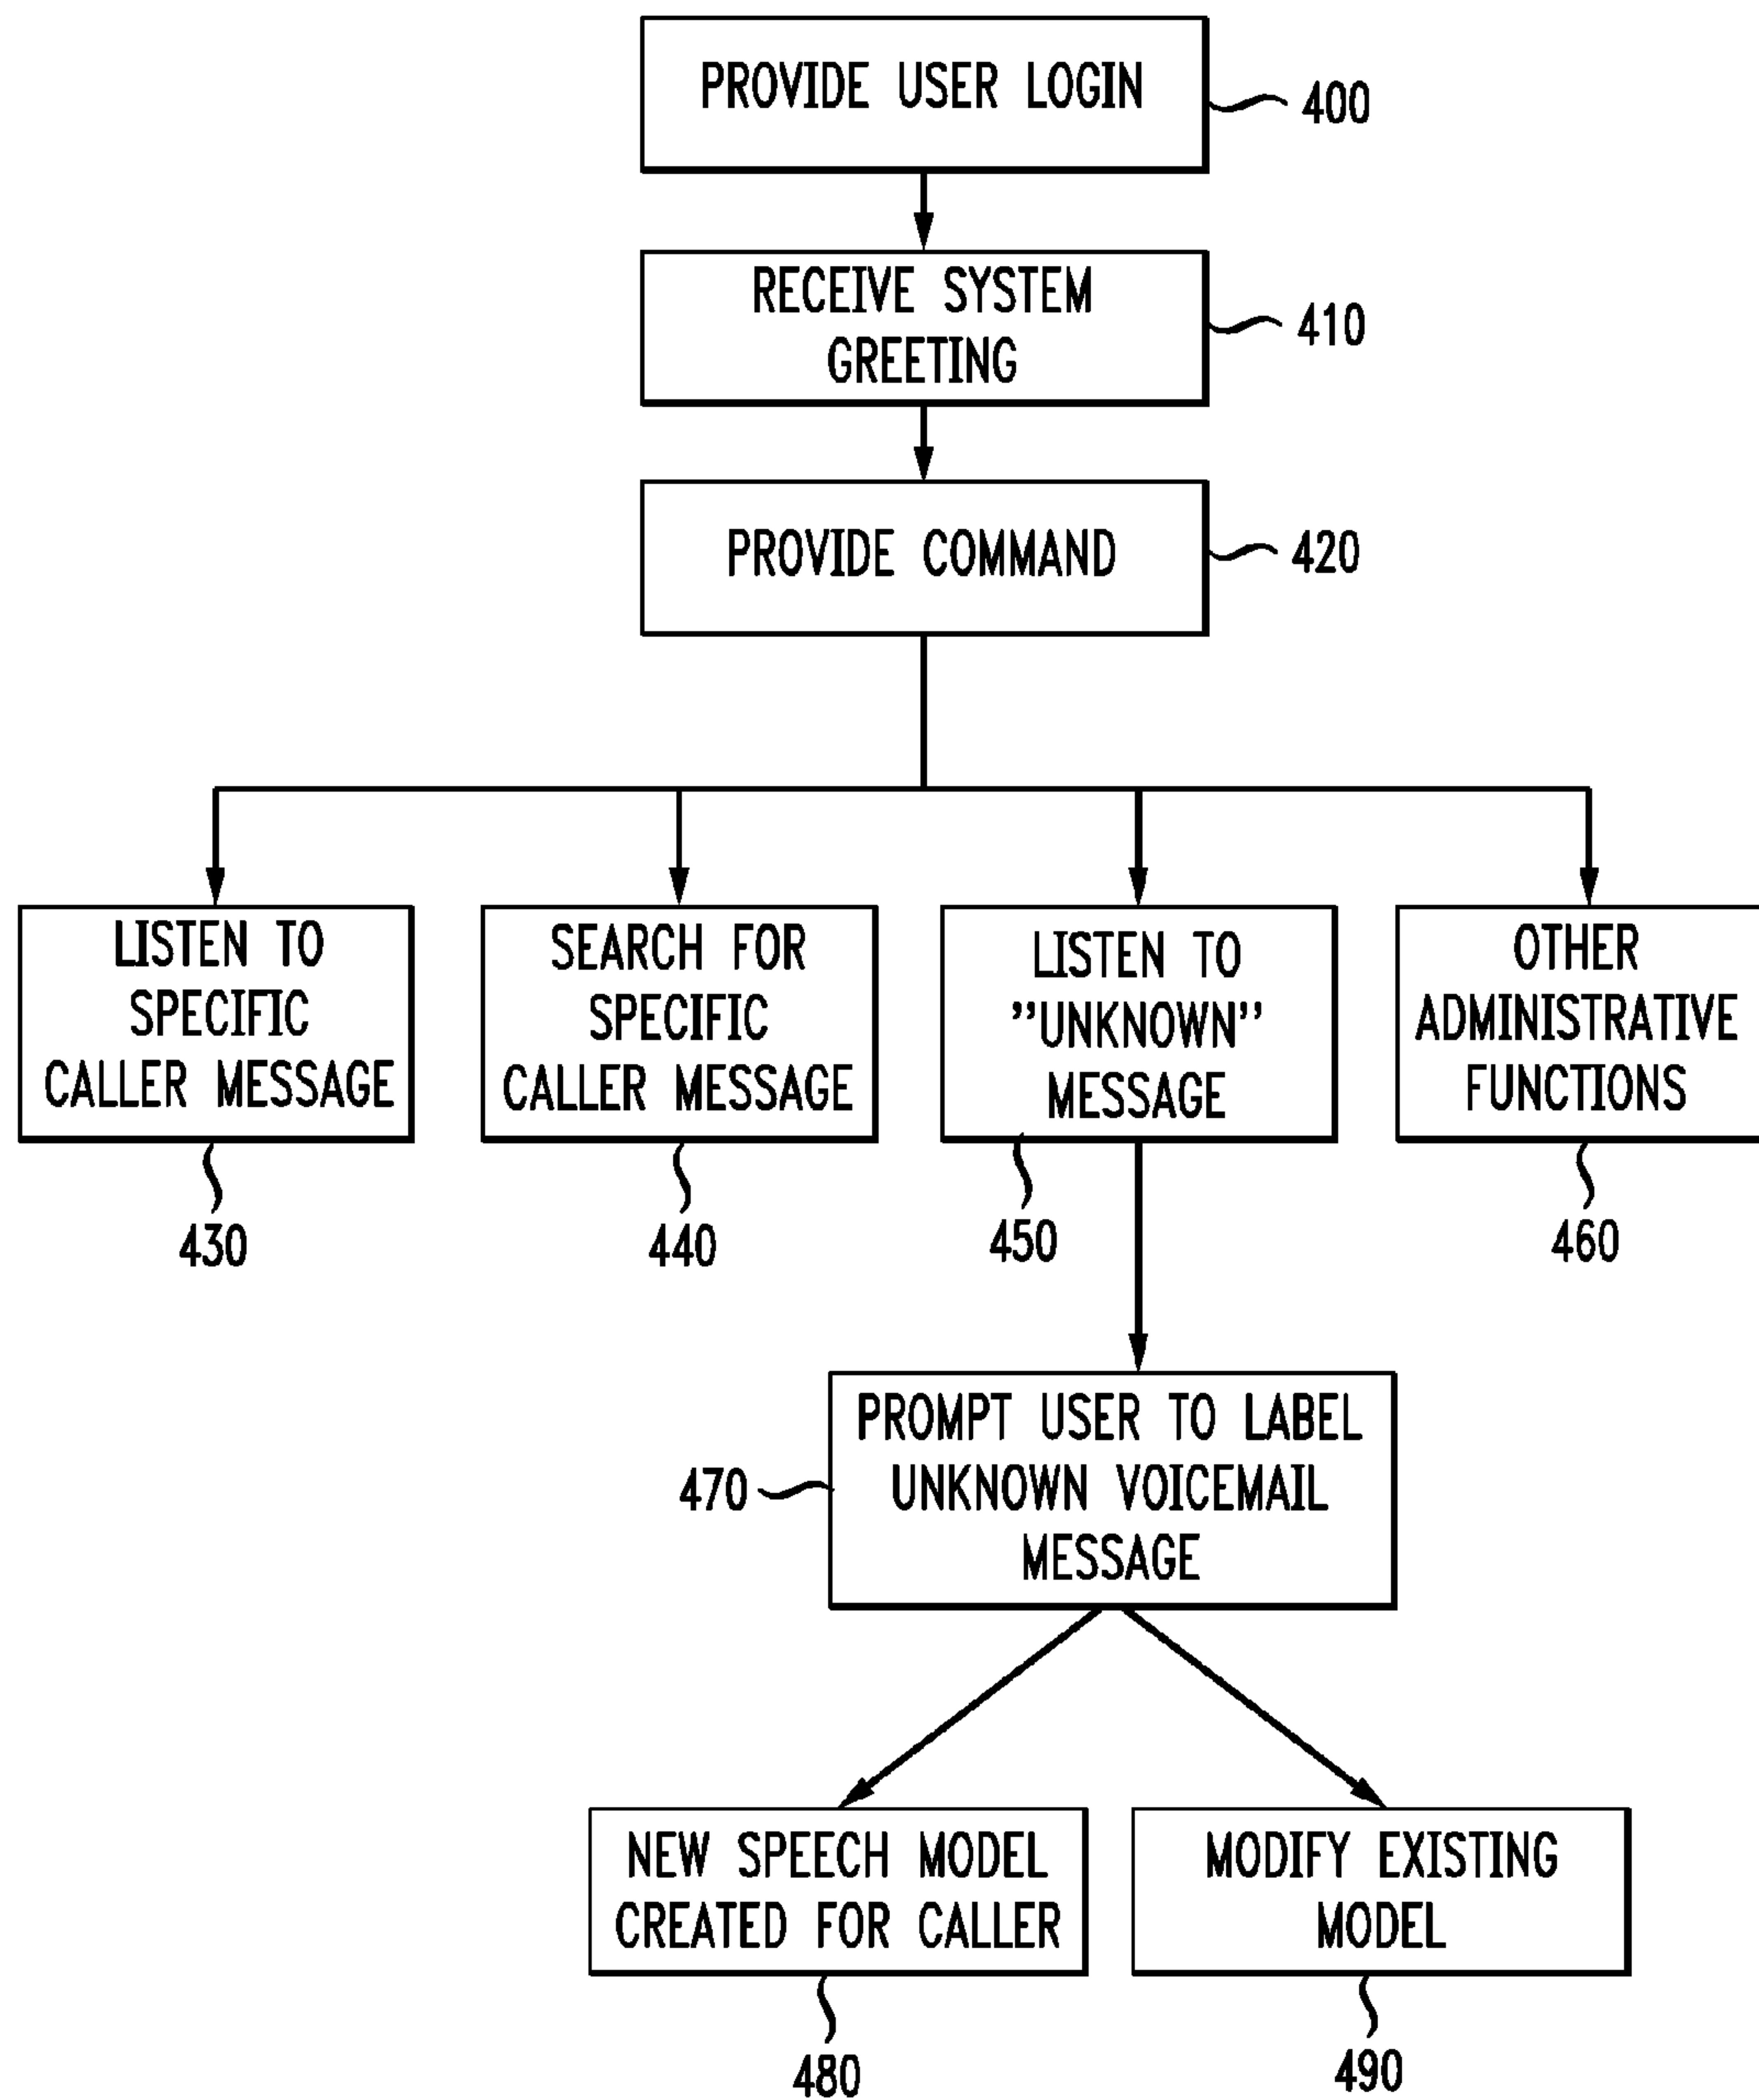 PROVIDE USER LOGIN
400
RECEIVE SYSTEM
GREETING
410
PROVIDE COMMAND
420
LISTEN TO
SPECIFIC
CALLER MESSAGE
430
SEARCH FOR
SPECIFIC
CALLER MESSAGE
440
LISTEN TO
”UNKNOWN”
MESSAGE
450
OTHER
ADMINISTRATIVE
FUNCTIONS
460
PROMPT USER TO LABEL
UNKNOWN VOICEMAIL
MESSAGE
470
NEW SPEECH MODEL
CREATED FOR CALLER
480
MODIFY EXISTING
MODEL
490